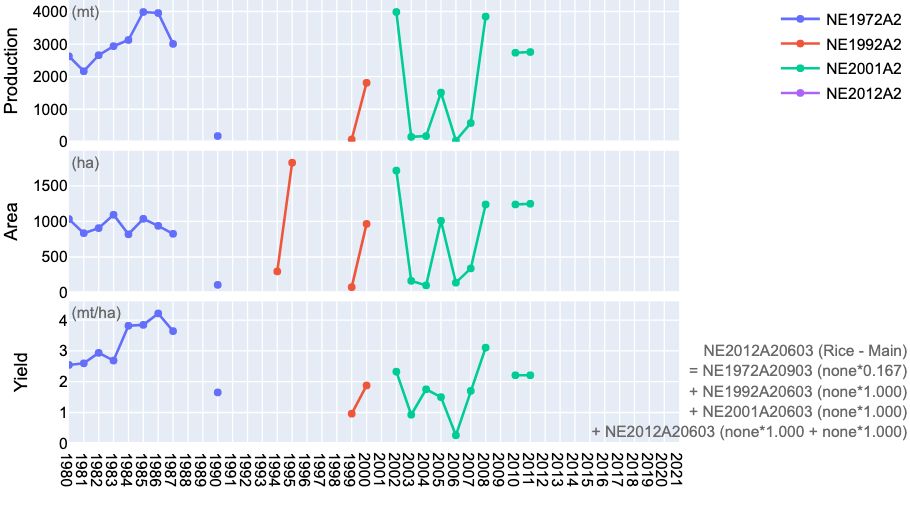 4000 (mt)
3000
2000
1000
0
Production
NE1972A2
NE1992A2
NE2001A2
NE2012A2
(ha)
1500
1000
500
0
Area
(mt/ha)
4
3
2
1
0
Yield
NE2012A20603 (Rice - Main)
= NE1972A20903 (none*0.167)
+ NE1992A20603 (none*1.000)
+ NE2001A20603 (none*1.000)
+ NE2012A20603 (none*1.000 + none*1.000)
1980 1981 1982 1983 1984 1985 1986 1987 1988 1989 1990 1991 1992 1993 1994 1995 1996 1997 1998 1999 2000 2001 2002 2003 2004 2005 2006 2007 2008 2009 2010 2011 2012 2013 2014 2015 2016 2017 2018 2019 2020 2021